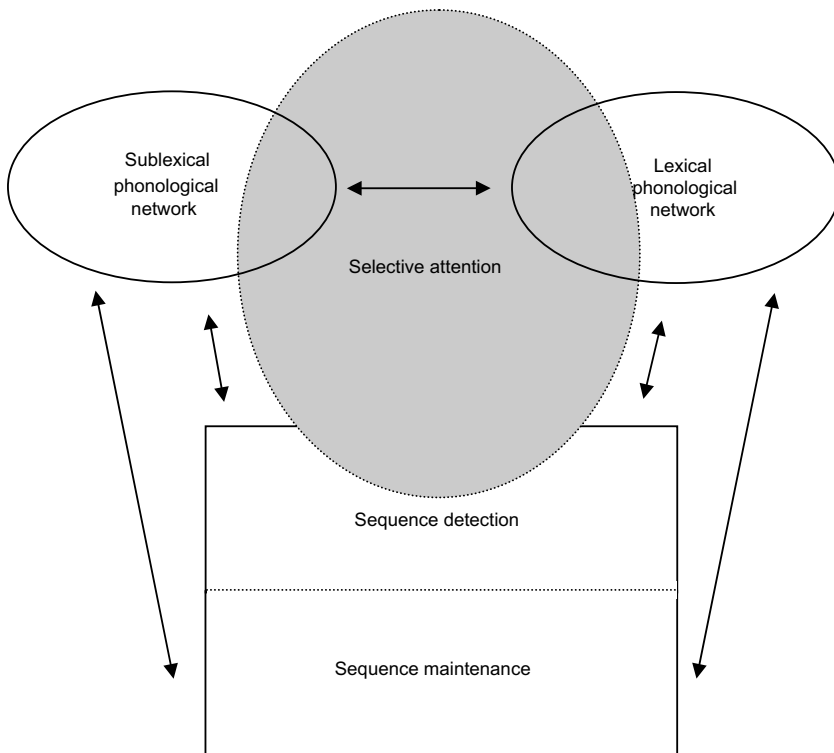 Sublexical
phonological
network
Lexical
phonological
network
Selective attention
Sequence detection
Sequence maintenance